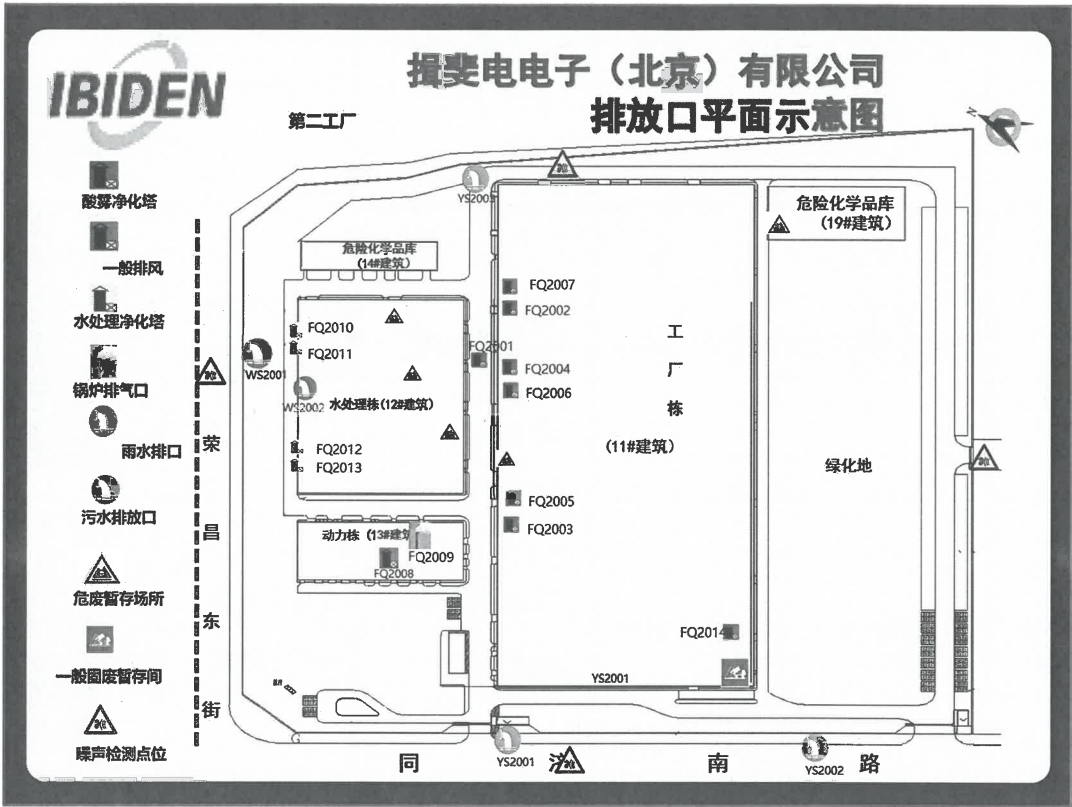 IBIDEN
揖斐电电子（北京）有限公司
排放口平面示意图
第二工厂
N
酸雾净化塔
一般排风
水处理净化塔
锅炉排气口
雨水排口
污水排放口
危废暂存场所
一般固废暂存间
噪声检测点位
荣
昌
东
街
YS2003
危险化学品库
(19#建筑)
危险化学品库
(14#建筑)
FQ2007
FQ2002
FQ2010
FQ2011
FQ2001
WS2001
WS2002
水处理栋(12#建筑)
FQ2004
FQ2006
工
厂
栋
(11#建筑)
绿化地
FQ2012
FQ2013
FQ2005
FQ2003
动力栋 (13#建筑
FQ2009
FQ2008
FQ2014
YS2001
YS2001
YS2002
同
济
南
路